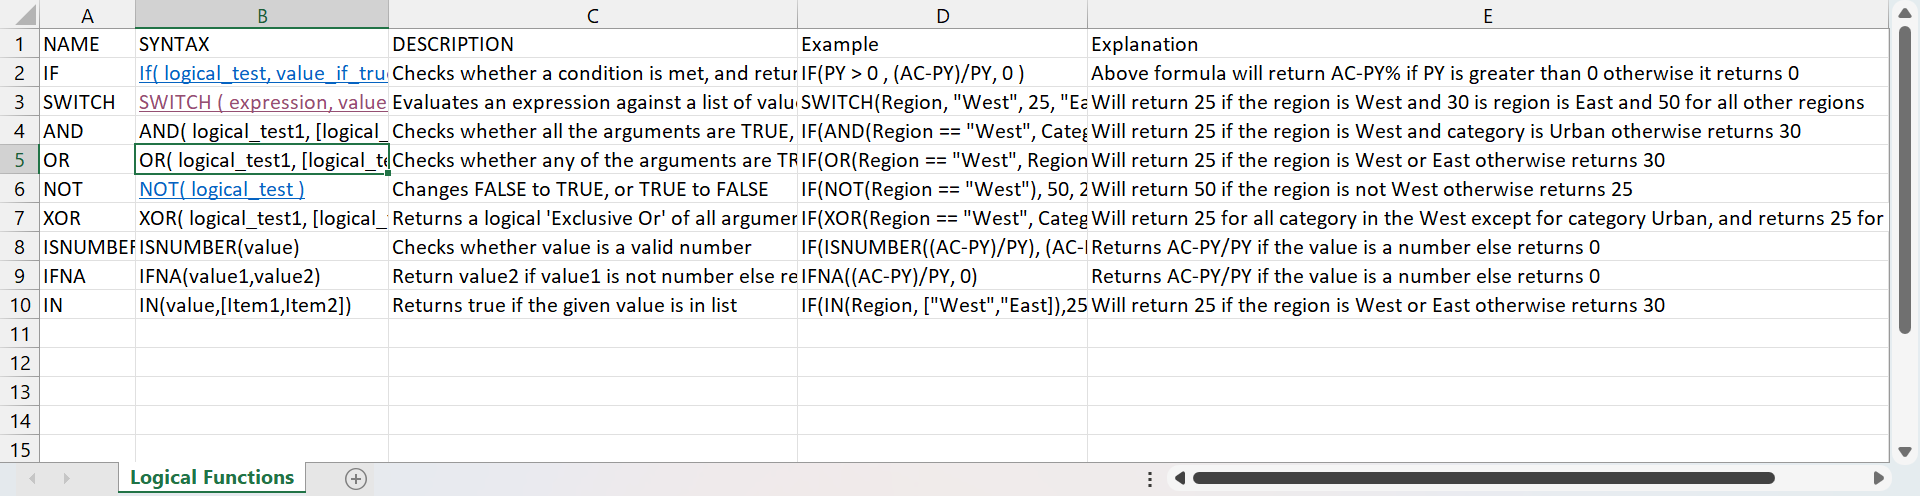 A B C D E
1 NAME SYNTAX DESCRIPTION Example Explanation
2 IF If( logical_test, value_if_tru Checks whether a condition is met, and retur IF(PY > 0 , (AC-PY)/PY, 0 ) Above formula will return AC-PY% if PY is greater than 0 otherwise it returns 0
3 SWITCH SWITCH ( expression, value Evaluates an expression against a list of valu SWITCH(Region, "West", 25, "Ea Will return 25 if the region is West and 30 is region is East and 50 for all other regions
4 AND AND( logical_test1, [logical_ Checks whether all the arguments are TRUE, IF(AND(Region == "West", Categ Will return 25 if the region is West and category is Urban otherwise returns 30
5 OR OR( logical_test1, [logical_te Checks whether any of the arguments are TR IF(OR(Region == "West", Region Will return 25 if the region is West or East otherwise returns 30
6 NOT NOT( logical_test ) Changes FALSE to TRUE, or TRUE to FALSE IF(NOT(Region == "West"), 50, 2 Will return 50 if the region is not West otherwise returns 25
7 XOR XOR( logical_test1, [logical_ Returns a logical 'Exclusive Or' of all argumer IF(XOR(Region == "West", Categ Will return 25 for all category in the West except for category Urban, and returns 25 for
8 ISNUMBER ISNUMBER(value) Checks whether value is a valid number IF(ISNUMBER((AC-PY)/PY), (AC-I Returns AC-PY/PY if the value is a number else returns 0
9 IFNA IFNA(value1,value2) Return value2 if value1 is not number else re IFNA((AC-PY)/PY, 0) Returns AC-PY/PY if the value is a number else returns 0
10 IN IN(value,[Item1,Item2]) Returns true if the given value is in list IF(IN(Region, ["West","East]),25 Will return 25 if the region is West or East otherwise returns 30
11
12
13
14
15
Logical Functions